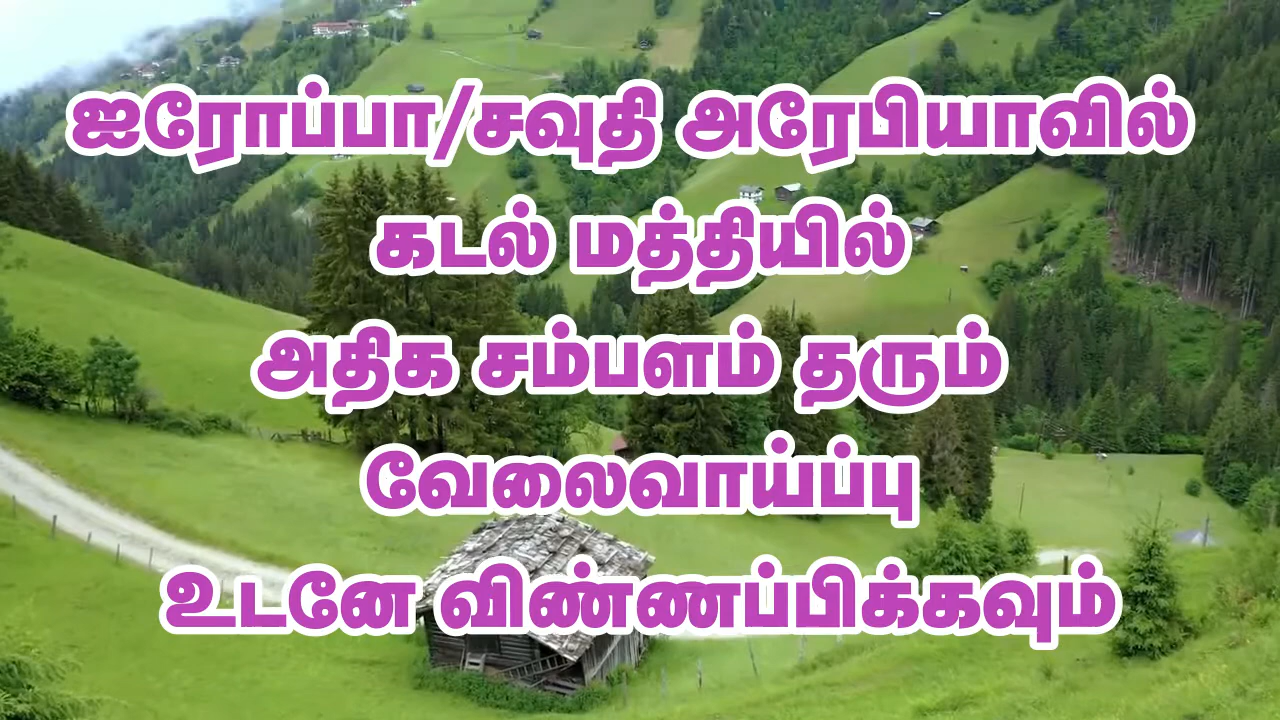 ஐரோப்பா/சவுதி அரேபியாவில்
கடல் மத்தியில்
அதிக சம்பளம் தரும்
வேலைவாய்ப்பு
உடனே விண்ணப்பிக்கவும்